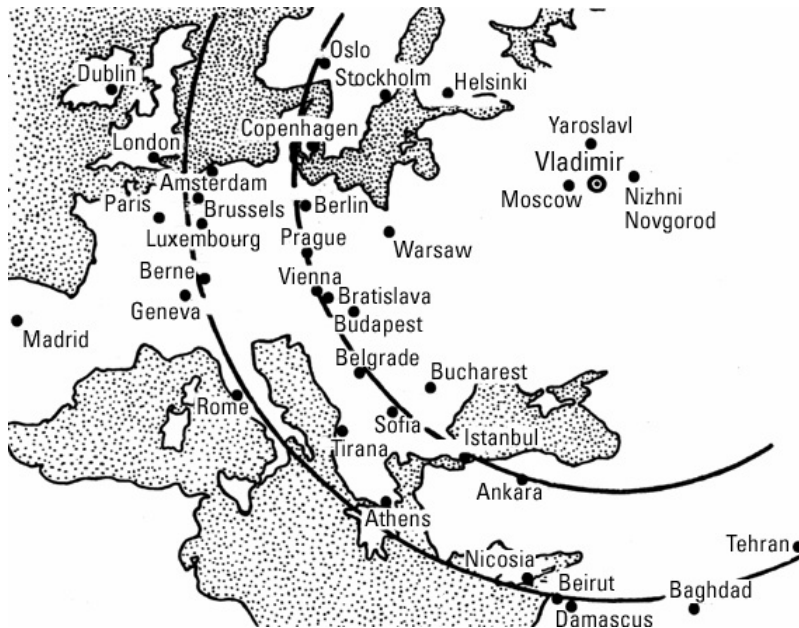 Oslo
Stockholm
Helsinki
Dublin
Copenhagen
Yaroslavl
London
Vladimir
Amsterdam
Moscow
Nizhni
Novgorod
Paris
Brussels
Berlin
Luxembourg
Prague
Warsaw
Berne
Vienna
Geneva
Bratislava
Budapest
Madrid
Belgrade
Bucharest
Rome
Sofia
Tirana
Istanbul
Ankara
Athens
Tehran
Nicosia
Beirut
Baghdad
Damascus